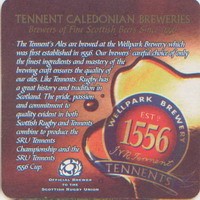 TENNENT CALEDONIAN BREWERIES
Brewers of Fine Scottish Beers Since 1556
The Tennent's Ales are brewed at the Wellpark Brewery which
was first established in 1556. Our brewers' careful choice of only
the finest ingredients and mastery of the
brewing craft ensures the quality of
our ales. Like Tennents, Rugby has
a great history and tradition in
Scotland. The pride, passion
and commitment to
quality evident in both
Scottish Rugby and Tennents
combine to produce the
SRU Tennents
Championship and the
SRU Tennents
1556 Cup.
OFFICIAL BREWER
TO THE
SCOTTISH RUGBY UNION
WELLPARK BREWERY
ESTD
1556
TENNENTS